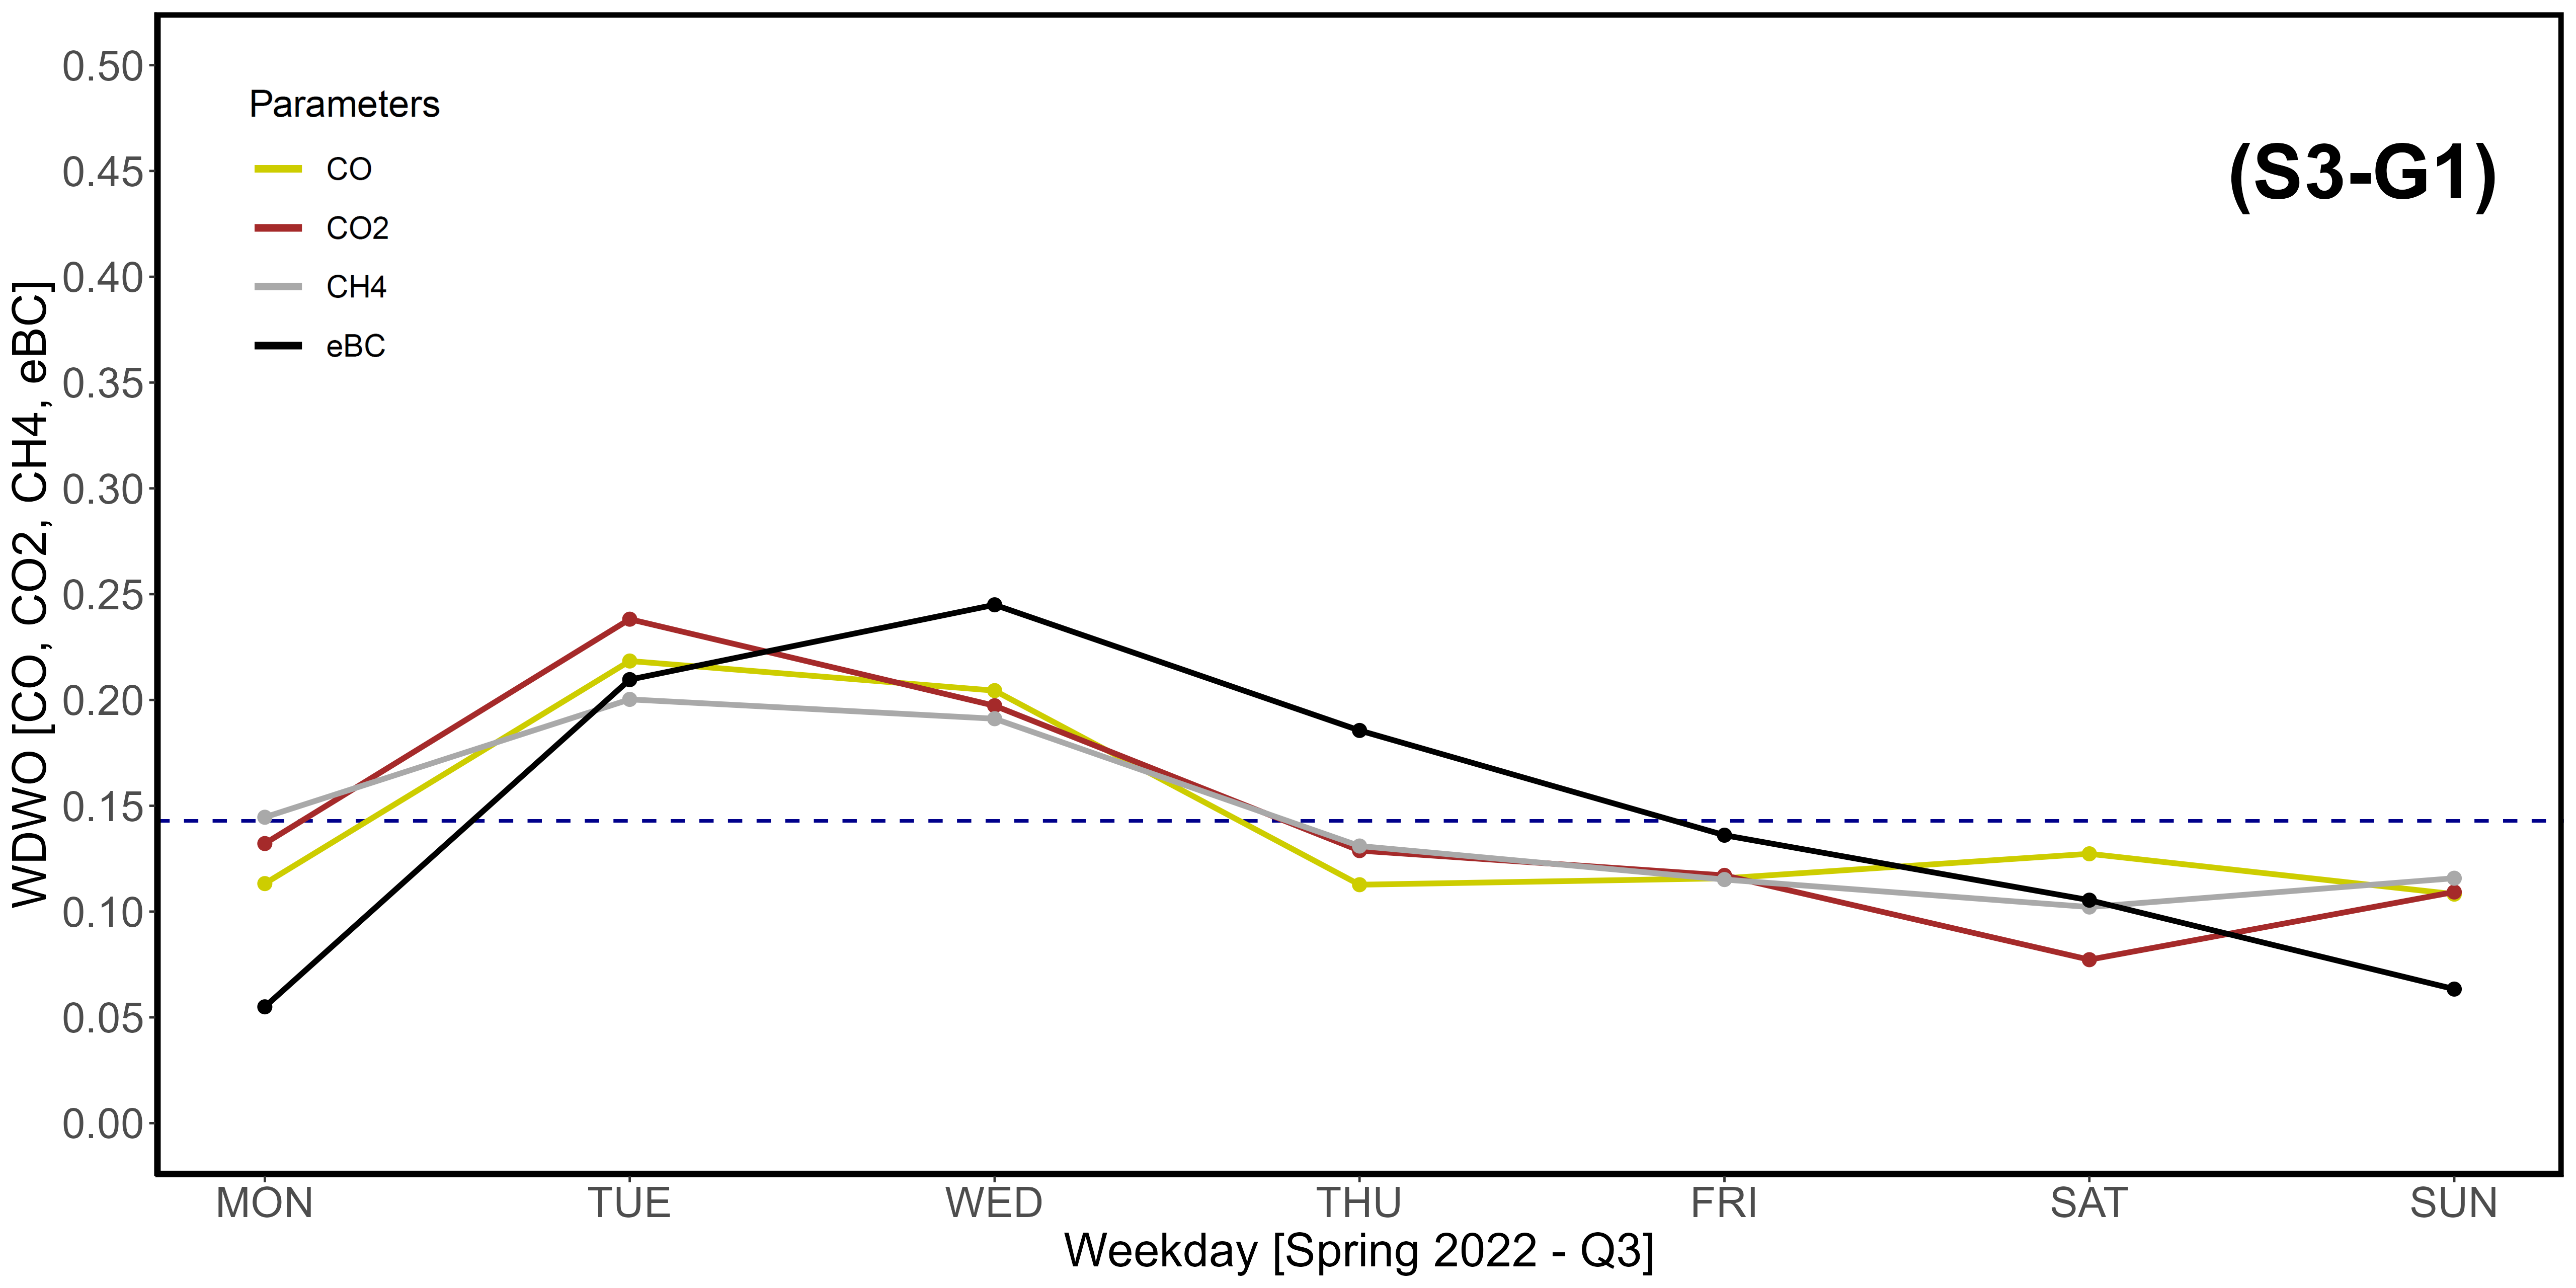 WDWO [CO, CO2, CH4, eBC]
0.50
0.45
0.40
0.35
0.30
0.25
0.20
0.15
0.10
0.05
0.00
Parameters
CO
CO2
CH4
eBC
(S3-G1)
MON TUE WED THU FRI SAT SUN
Weekday [Spring 2022 - Q3]